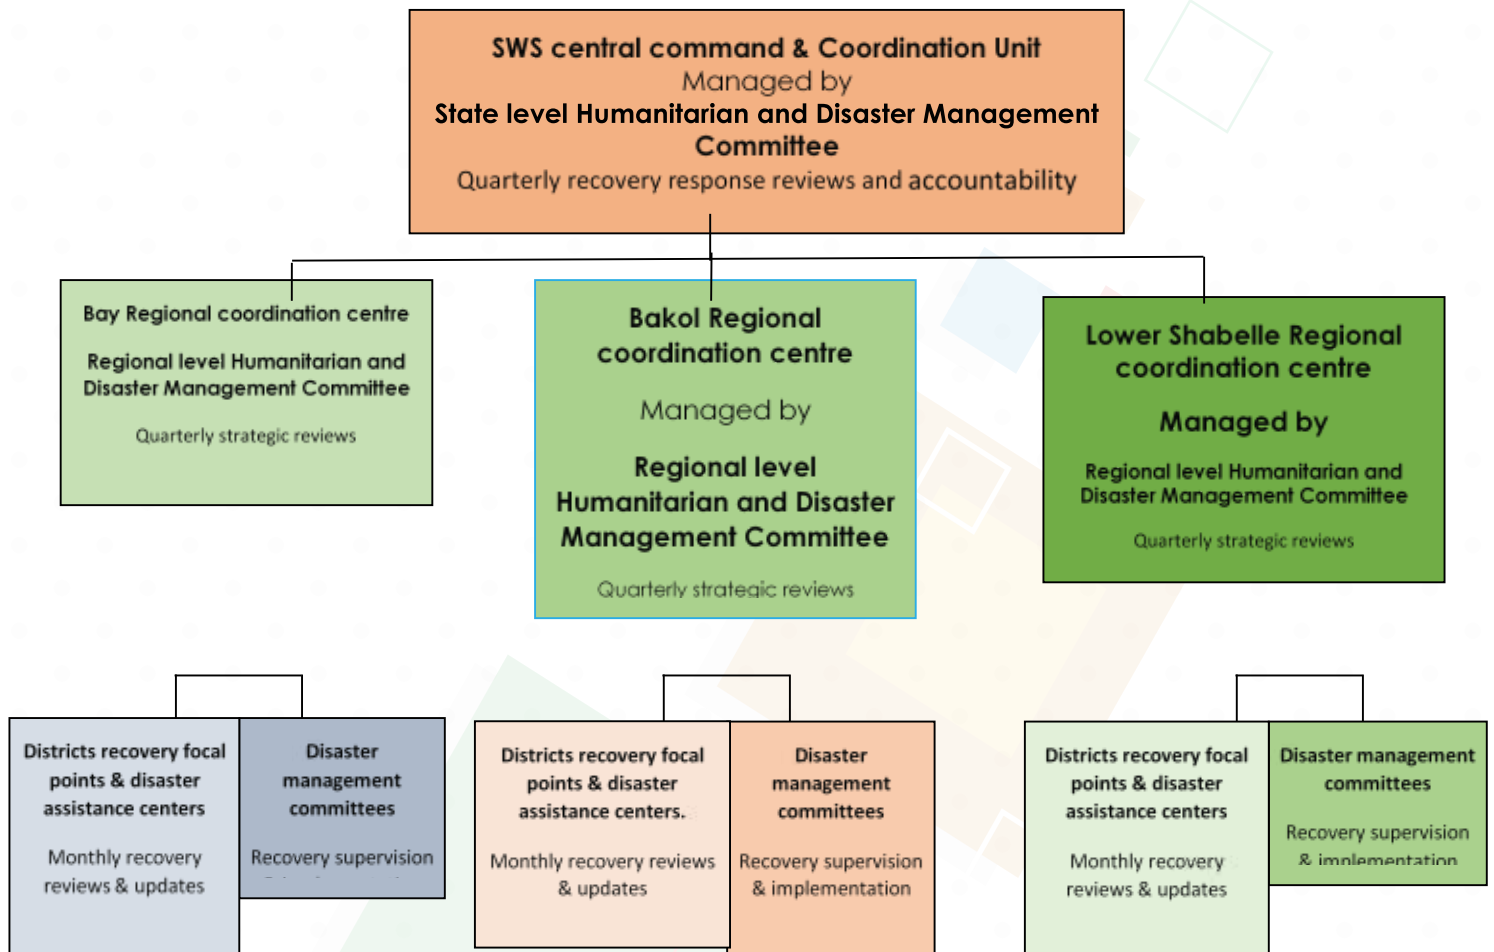 SWS central command & Coordination Unit
Managed by
State level Humanitarian and Disaster Management
Committee
Quarterly recovery response reviews and accountability
Bay Regional coordination centre
Regional level Humanitarian and
Disaster Management Committee
Quarterly strategic reviews
Bakol Regional
coordination centre
Managed by
Regional level
Humanitarian and Disaster
Management Committee
Quarterly strategic reviews
Lower Shabelle Regional
coordination centre
Managed by
Regional level Humanitarian and
Disaster Management Committee
Quarterly strategic reviews
Districts recovery focal
points & disaster
assistance centers
Monthly recovery
reviews & updates
Disaster
management
committees
Recovery supervision
Districts recovery focal
points & disaster
assistance centers.
Monthly recovery reviews
& updates
Disaster
management
committees
Recovery supervision
& implementation
Districts recovery focal
points & disaster
assistance centers
Monthly recovery
reviews & updates
Disaster management
committees
Recovery supervision
& implementation